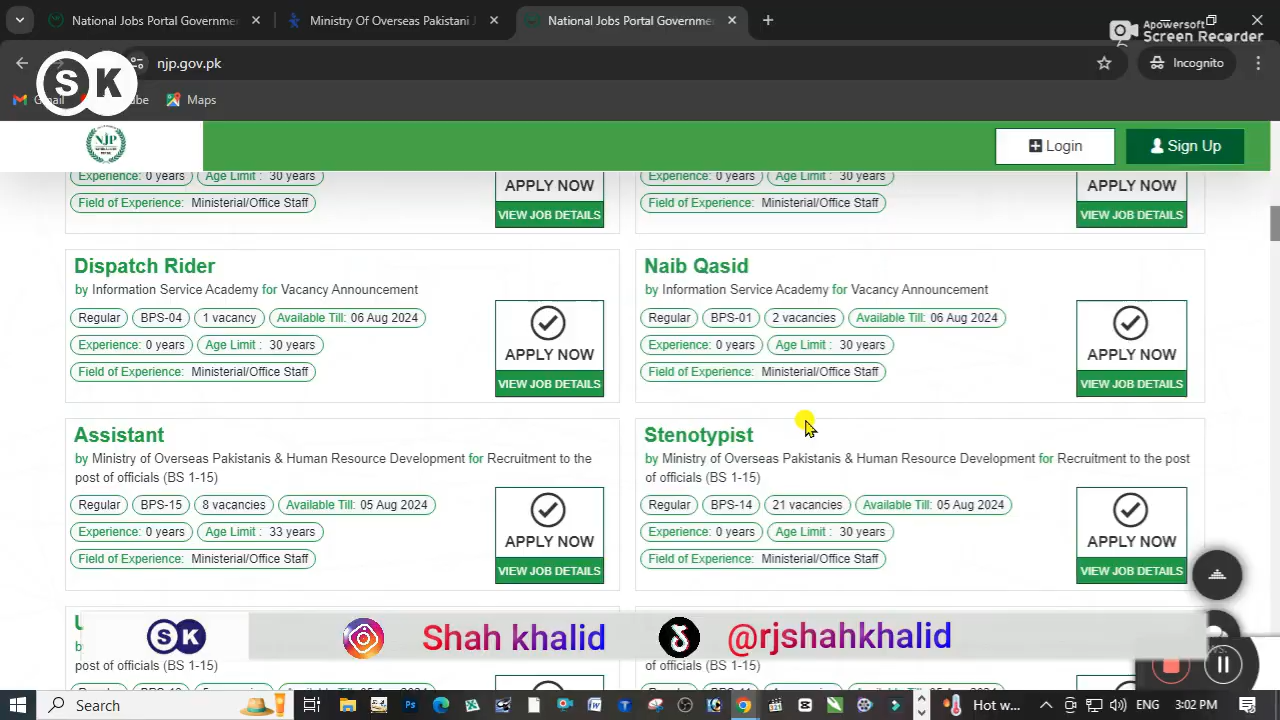 National Jobs Portal Governme
Ministry Of Overseas Pakistani
National Jobs Portal Governme
Apowersoft
Screen Recorder
njp.gov.pk
Incognito
SK
Gmail
Maps
NJP
Login
Sign Up
Experience: 0 years Age Limit : 30 years
Field of Experience: Ministerial/Office Staff
APPLY NOW
VIEW JOB DETAILS
Experience: 0 years Age Limit : 30 years
Field of Experience: Ministerial/Office Staff
APPLY NOW
VIEW JOB DETAILS
Dispatch Rider
by Information Service Academy for Vacancy Announcement
Regular BPS-04 1 vacancy Available Till: 06 Aug 2024
Experience: 0 years Age Limit : 30 years
Field of Experience: Ministerial/Office Staff
APPLY NOW
VIEW JOB DETAILS
Naib Qasid
by Information Service Academy for Vacancy Announcement
Regular BPS-01 2 vacancies Available Till: 06 Aug 2024
Experience: 0 years Age Limit : 30 years
Field of Experience: Ministerial/Office Staff
APPLY NOW
VIEW JOB DETAILS
Assistant
by Ministry of Overseas Pakistanis & Human Resource Development for Recruitment to the
post of officials (BS 1-15)
Regular BPS-15 8 vacancies Available Till: 05 Aug 2024
Experience: 0 years Age Limit : 33 years
Field of Experience: Ministerial/Office Staff
APPLY NOW
VIEW JOB DETAILS
Stenotypist
by Ministry of Overseas Pakistanis & Human Resource Development for Recruitment to the post
of officials (BS 1-15)
Regular BPS-14 21 vacancies Available Till: 05 Aug 2024
Experience: 0 years Age Limit : 30 years
Field of Experience: Ministerial/Office Staff
APPLY NOW
VIEW JOB DETAILS
SK Shah khalid @rjshahkhalid
post of officials (BS 1-15)
of officials (BS 1-15)
Search
Hot w...
ENG
3:02 PM